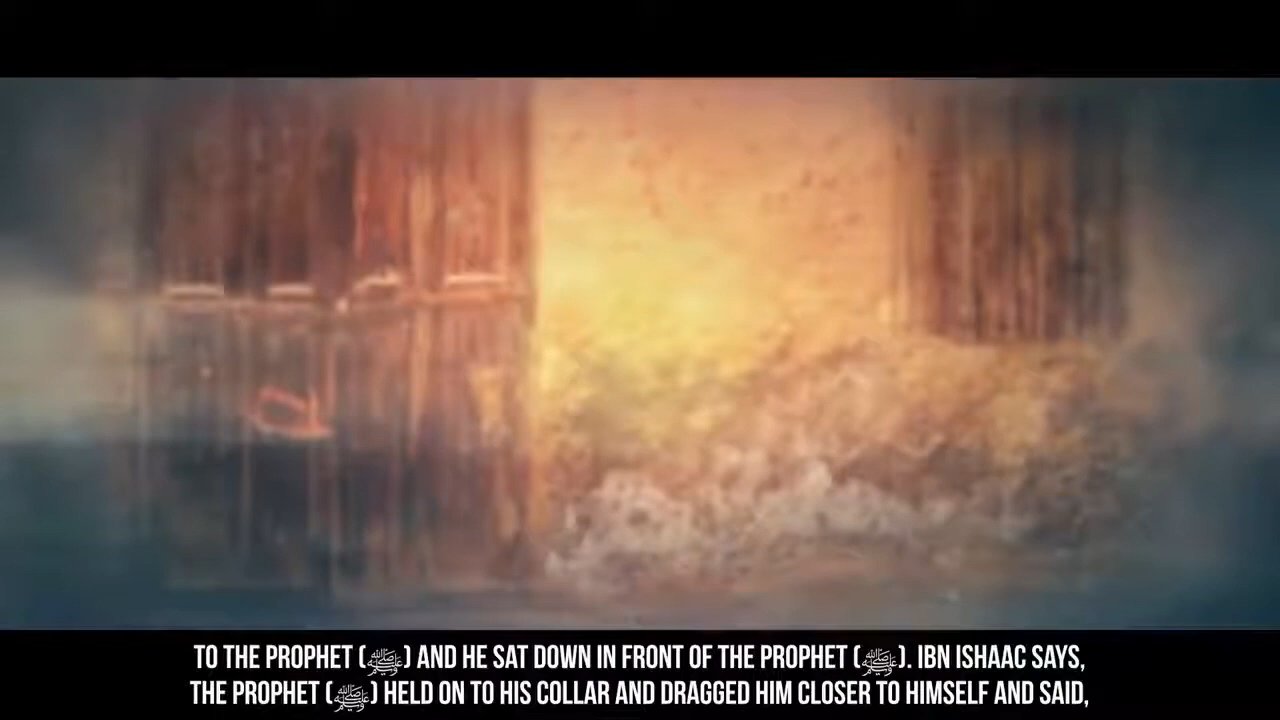 TO THE PROPHET (ﷺ) AND HE SAT DOWN IN FRONT OF THE PROPHET (ﷺ). IBN ISHAAC SAYS,
THE PROPHET (ﷺ) HELD ON TO HIS COLLAR AND DRAGGED HIM CLOSER TO HIMSELF AND SAID,